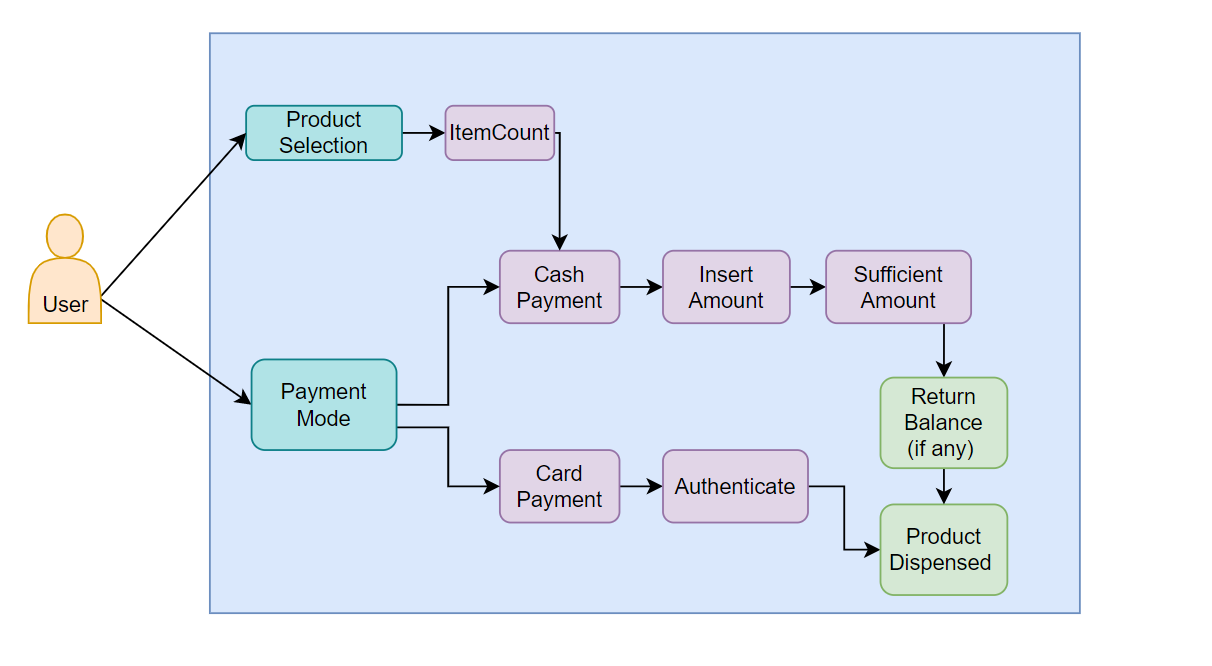 Product
Selection
ItemCount
User
Cash
Payment
Insert
Amount
Sufficient
Amount
Payment
Mode
Return
Balance
(if any)
Card
Payment
Authenticate
Product
Dispensed